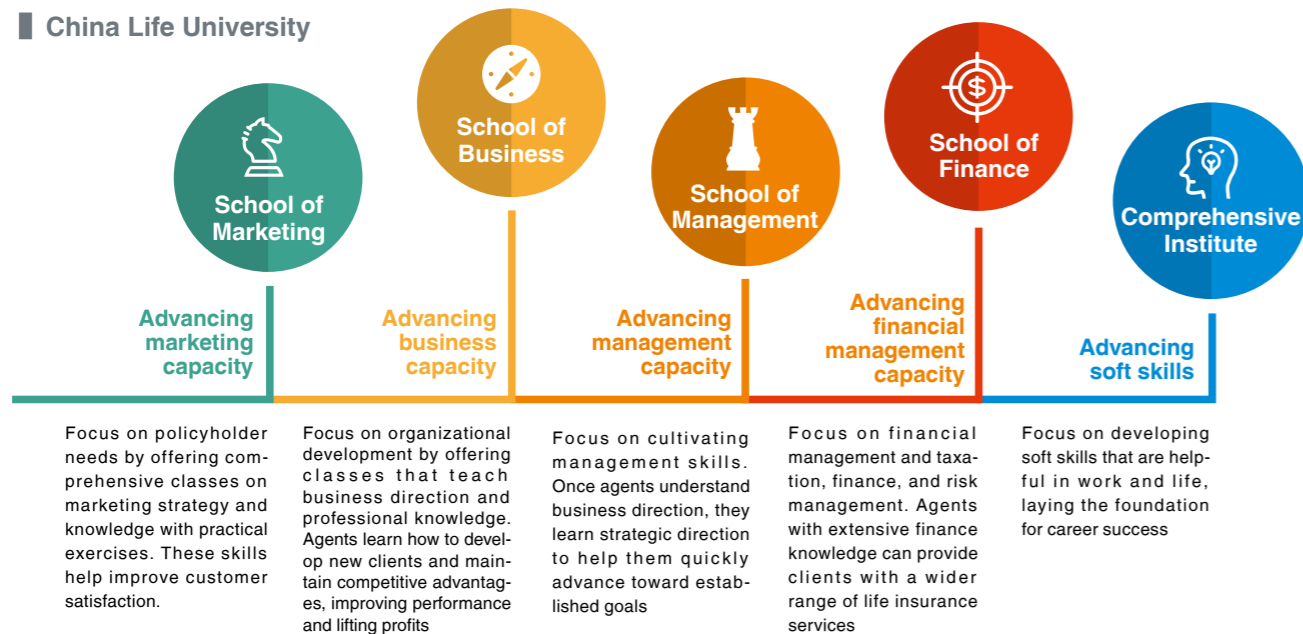 China Life University
School of
Marketing
School of
Business
School of
Management
$
School of
Finance
Comprehensive
Institute
Advancing
marketing
capacity
Advancing
business
capacity
Advancing
management
capacity
Advancing
financial
management
capacity
Advancing
soft skills
Focus on policyholder
needs by offering com-
prehensive classes on
marketing strategy and
knowledge with practical
exercises. These skills
help improve customer
satisfaction.
Focus on organizational
development by offering
classes that teach
business direction and
professional knowledge.
Agents learn how to devel-
op new clients and main-
tain competitive advantag-
es, improving performance
and lifting profits
Focus on cultivating
management skills.
Once agents understand
business direction, they
learn strategic direction
to help them quickly
advance toward estab-
lished goals
Focus on financial
management and taxa-
tion, finance, and risk
management. Agents
with extensive finance
knowledge can provide
clients with a wider
range of life insurance
services
Focus on developing
soft skills that are help-
ful in work and life,
laying the foundation
for career success